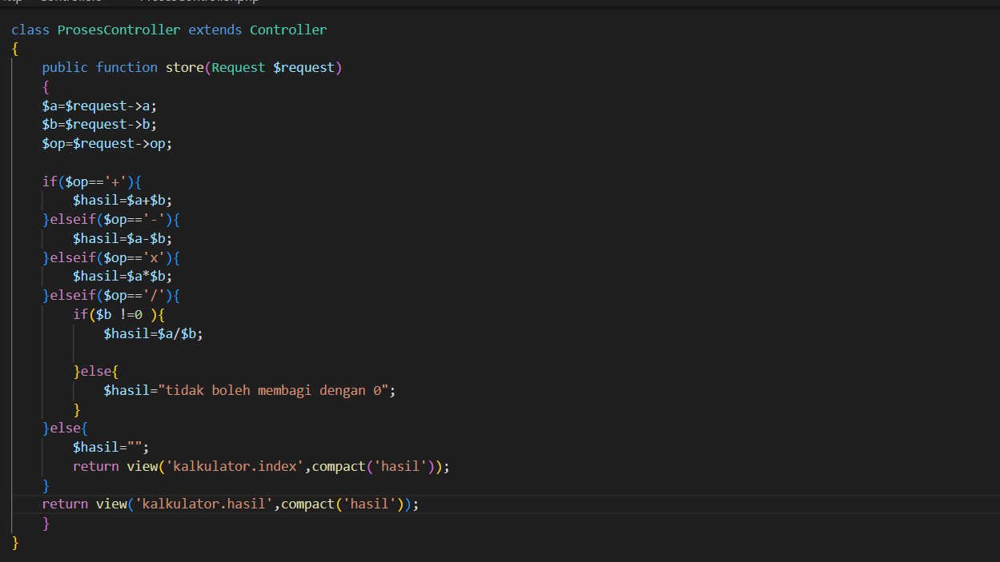 class ProsesController extends Controller
{
    public function store(Request $request)
    {
    $a=$request->a;
    $b=$request->b;
    $op=$request->op;
    if($op=='+'){
        $hasil=$a+$b;
    }elseif($op=='-'){
        $hasil=$a-$b;
    }elseif($op=='x'){
        $hasil=$a*$b;
    }elseif($op=='/'){
        if($b !=0 ){
            $hasil=$a/$b;
        }else{
            $hasil="tidak boleh membagi dengan 0";
        }
    }else{
        $hasil="";
        return view('kalkulator.index',compact('hasil'));
    }
    return view('kalkulator.hasil',compact('hasil'));
    }
}